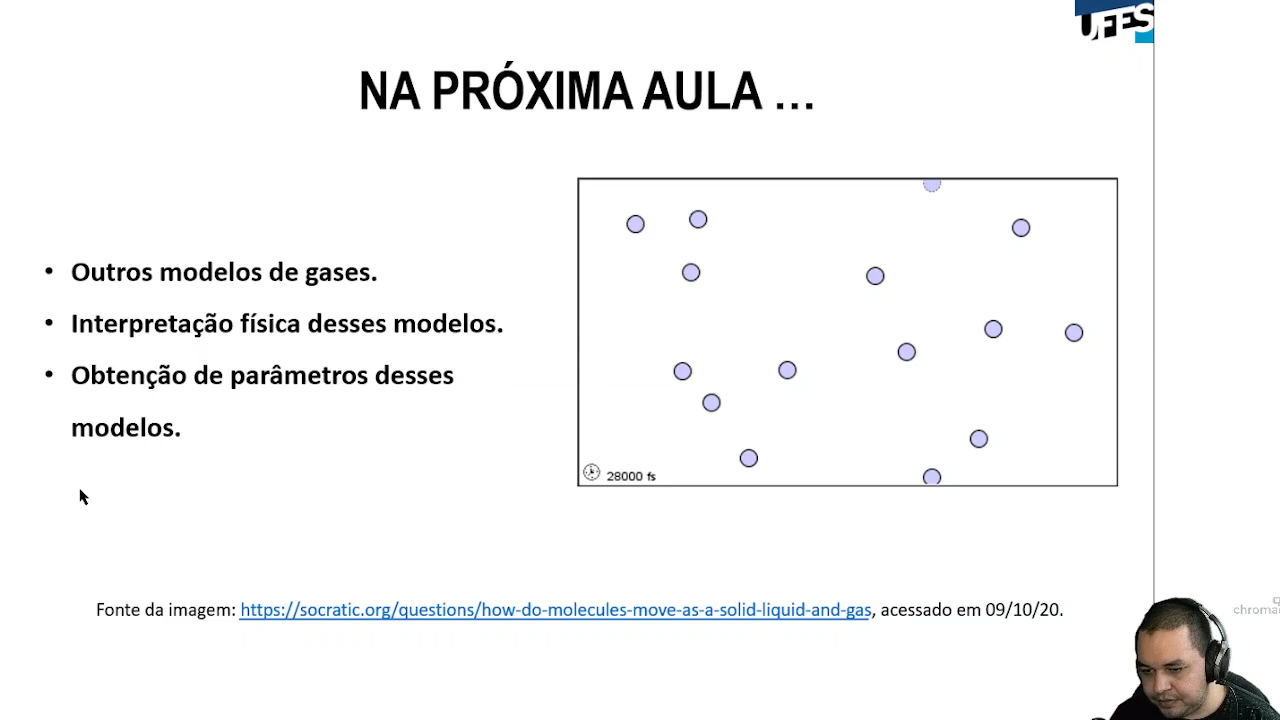 UFES
NA PRÓXIMA AULA ...
• Outros modelos de gases.
• Interpretação física desses modelos.
• Obtenção de parâmetros desses
modelos.
28000 fs
Fonte da imagem: https://socratic.org/questions/how-do-molecules-move-as-a-solid-liquid-and-gas, acessado em 09/10/20.